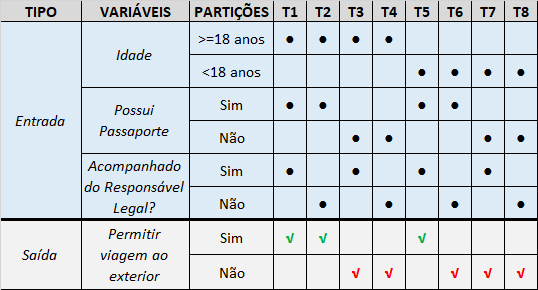 TIPO VARIÁVEIS PARTIÇÕES T1 T2 T3 T4 T5 T6 T7 T8
Entrada
Idade
>=18 anos ● ● ● ●
<18 anos ● ● ● ●
Possui
Passaporte
Sim ● ● ● ●
Não ● ● ● ●
Acompanhado
do Responsável
Legal?
Sim ● ● ● ●
Não ● ● ● ●
Saída
Permitir
viagem ao
exterior
Sim √ √ √
Não √ √ √ √ √